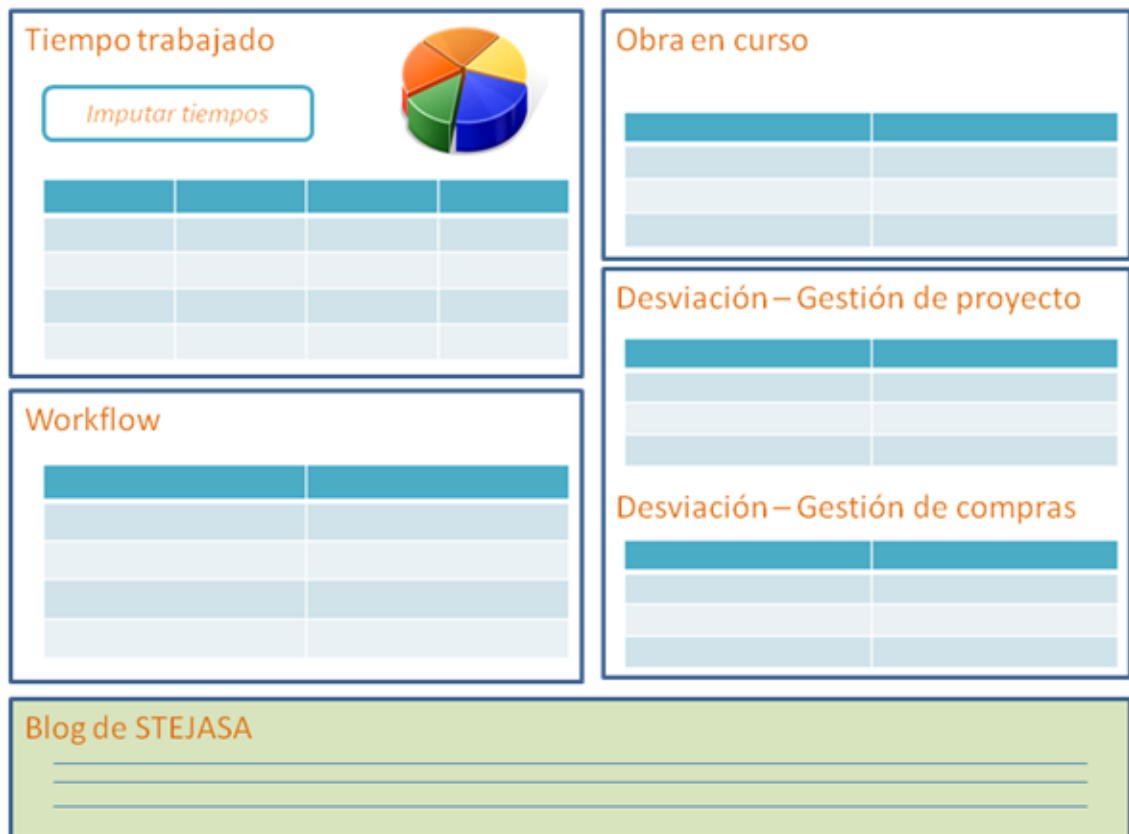 Tiempo trabajado
Imputar tiempos
Workflow
Obra en curso
Desviación – Gestión de proyecto
Desviación – Gestión de compras
Blog de STEJASA